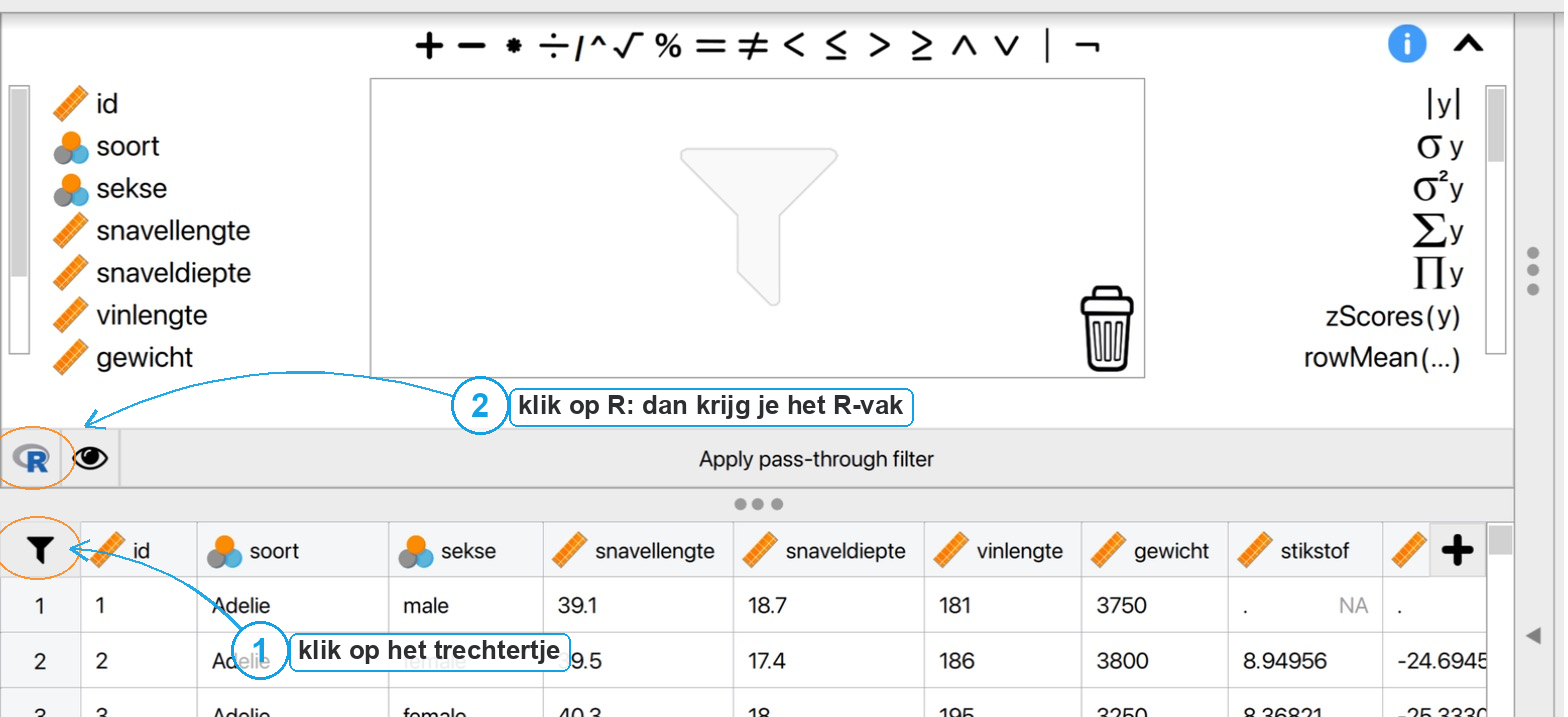 + − * ÷ / ^ √ % = ≠ < ≤ > ≥ ∧ ∨ | ¬ i
id |y|
soort σ y
sekse σ²y
snavellengte Σy
snaveldiepte ∏y
vinlengte zScores(y)
gewicht rowMean(...)
2 klik op R: dan krijg je het R-vak
R Apply pass-through filter
id soort sekse snavellengte snaveldiepte vinlengte gewicht stikstof +
1 1 Adelie male 39.1 18.7 181 3750 . NA .
1 klik op het trechtertje
2 2 Adelie female 39.5 17.4 186 3800 8.94956 -24.6945
3 3 Adelie female 40.3 18 195 3250 8.36821 -25.3330